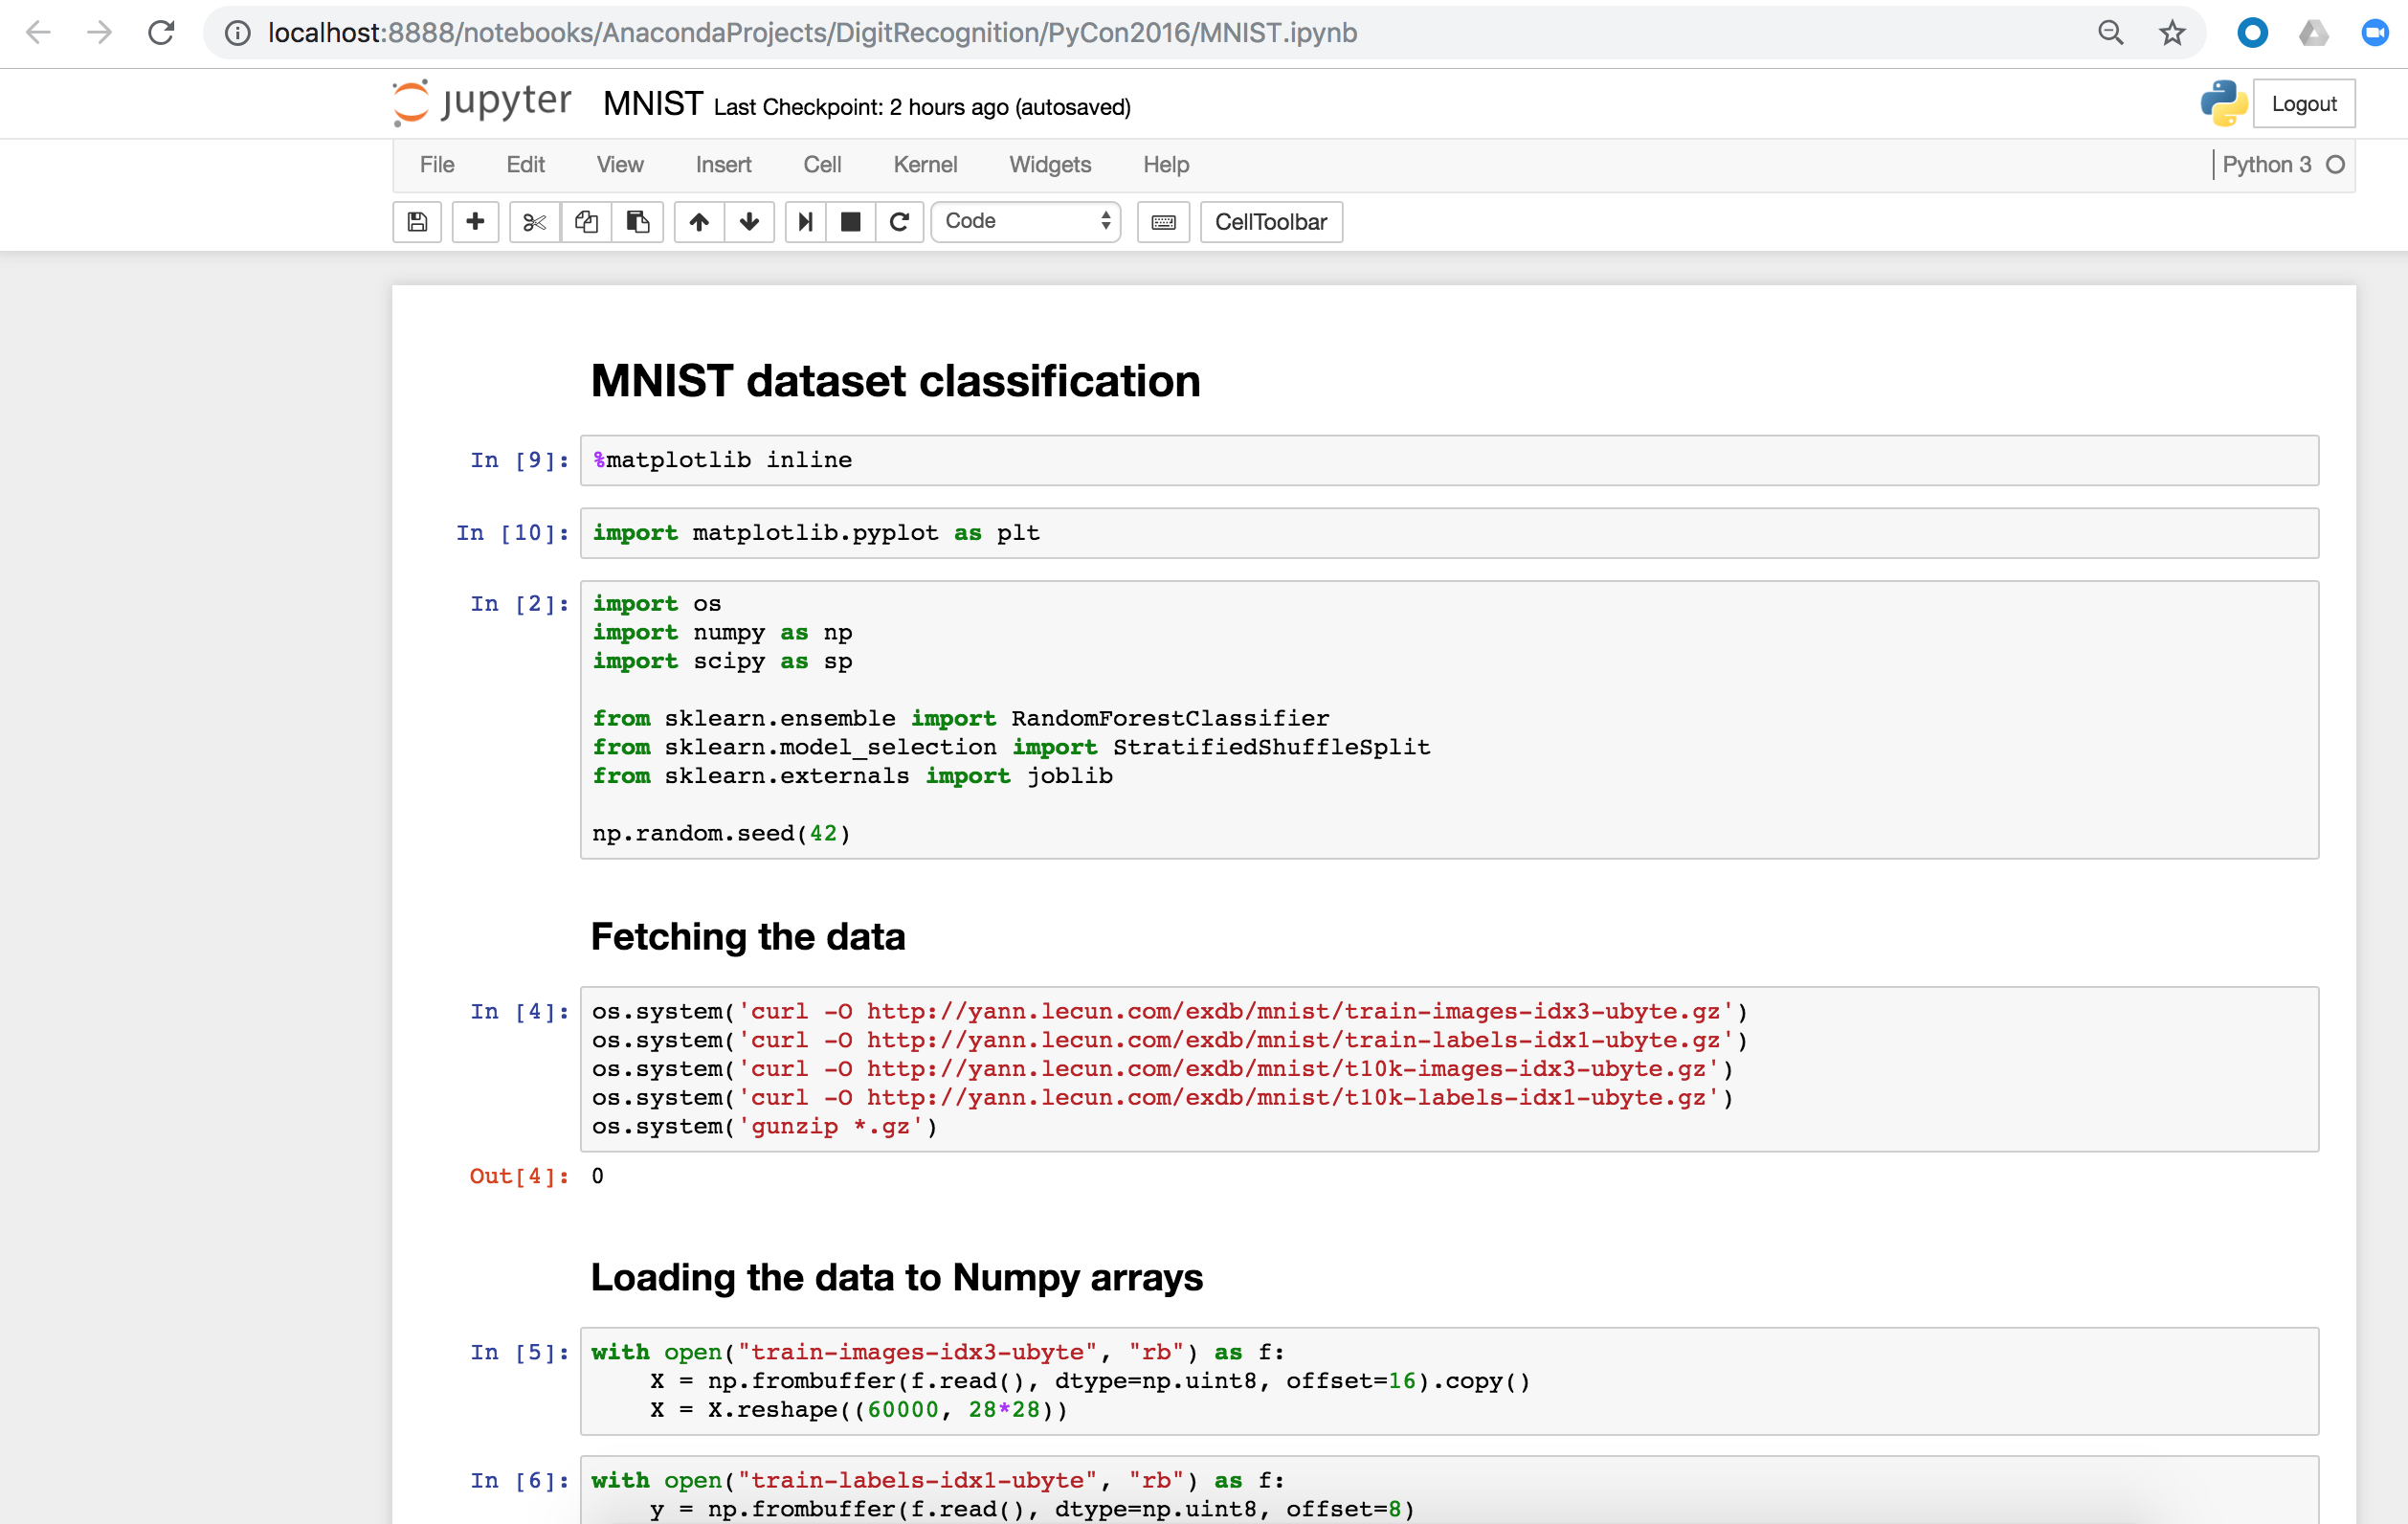 localhost:8888/notebooks/AnacondaProjects/DigitRecognition/PyCon2016/MNIST.ipynb
jupyter MNIST Last Checkpoint: 2 hours ago (autosaved) Logout
File Edit View Insert Cell Kernel Widgets Help Python 3
Code CellToolbar
MNIST dataset classification
In [9]: %matplotlib inline
In [10]: import matplotlib.pyplot as plt
In [2]: import os
import numpy as np
import scipy as sp
from sklearn.ensemble import RandomForestClassifier
from sklearn.model_selection import StratifiedShuffleSplit
from sklearn.externals import joblib
np.random.seed(42)
Fetching the data
In [4]: os.system('curl -O http://yann.lecun.com/exdb/mnist/train-images-idx3-ubyte.gz')
os.system('curl -O http://yann.lecun.com/exdb/mnist/train-labels-idx1-ubyte.gz')
os.system('curl -O http://yann.lecun.com/exdb/mnist/t10k-images-idx3-ubyte.gz')
os.system('curl -O http://yann.lecun.com/exdb/mnist/t10k-labels-idx1-ubyte.gz')
os.system('gunzip *.gz')
Out[4]: 0
Loading the data to Numpy arrays
In [5]: with open("train-images-idx3-ubyte", "rb") as f:
    X = np.frombuffer(f.read(), dtype=np.uint8, offset=16).copy()
    X = X.reshape((60000, 28*28))
In [6]: with open("train-labels-idx1-ubyte", "rb") as f:
    y = np.frombuffer(f.read(), dtype=np.uint8, offset=8)